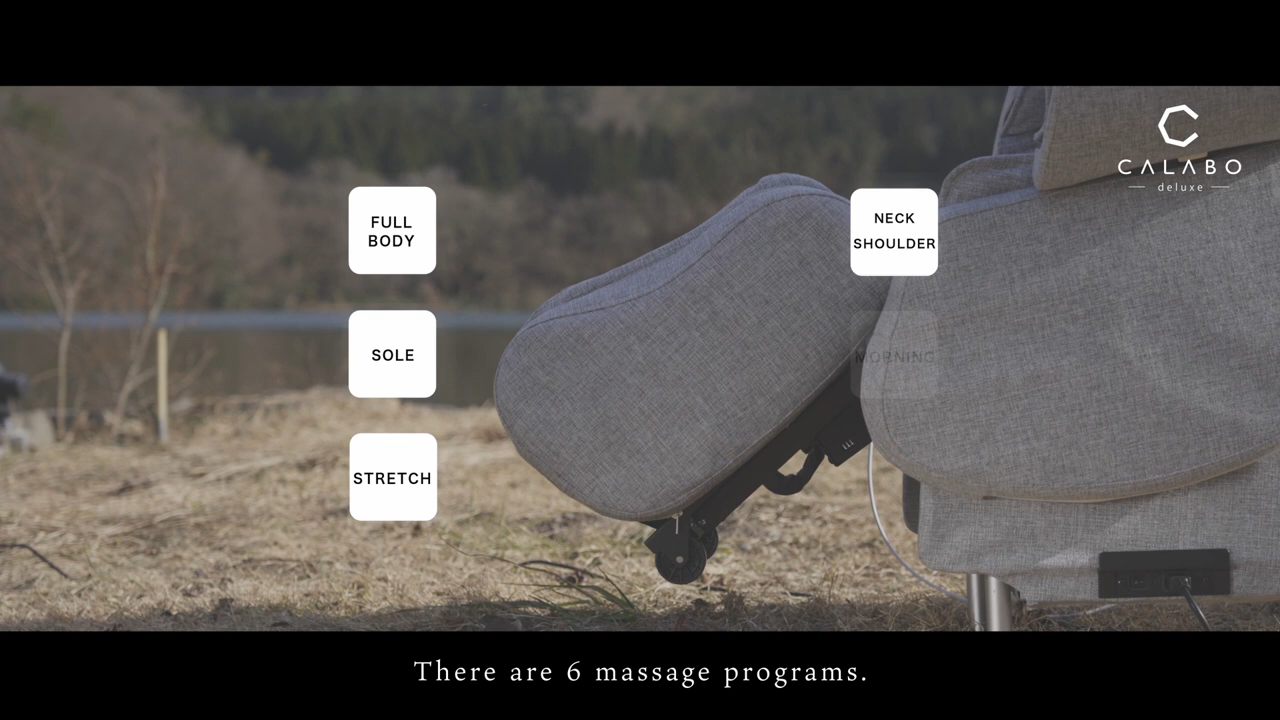 CALABO
deluxe
FULL
BODY
NECK
SHOULDER
SOLE
MORNING
STRETCH
There are 6 massage programs.